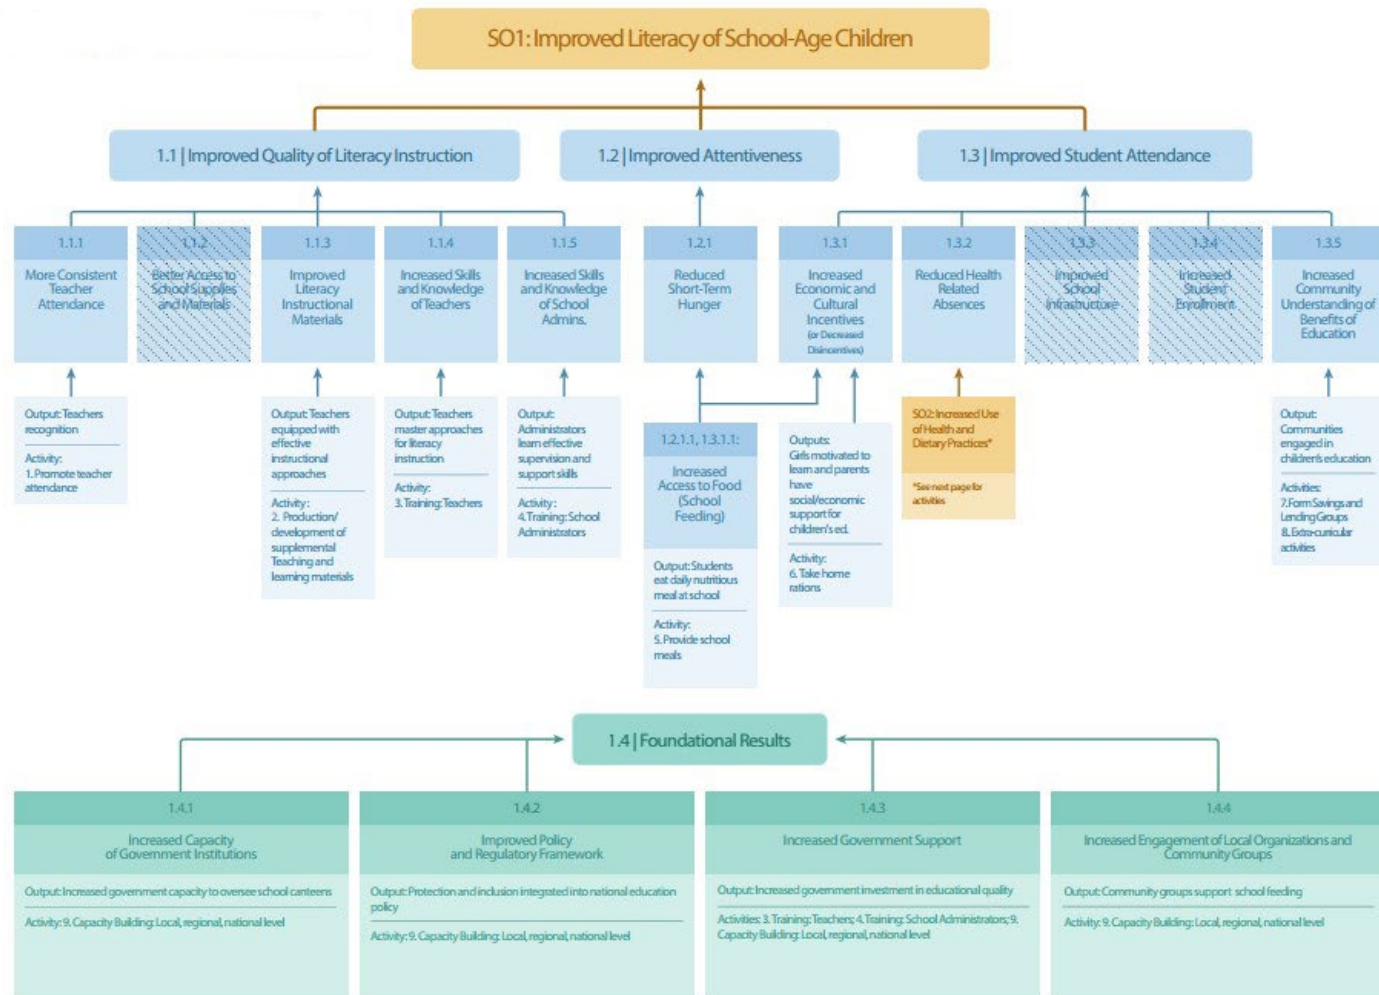 SO1: Improved Literacy of School-Age Children
1.1 | Improved Quality of Literacy Instruction
1.2 | Improved Attentiveness
1.3 | Improved Student Attendance
1.1.1
More Consistent
Teacher
Attendance
1.1.2
Better Access to
School Supplies
and Materials
1.1.3
Improved
Literacy
Instructional
Materials
1.1.4
Increased Skills
and Knowledge
of Teachers
1.1.5
Increased Skills
and Knowledge
of School
Admins.
1.2.1
Reduced
Short-Term
Hunger
1.3.1
Increased
Economic and
Cultural
Incentives
(or Decreased
Disincentives)
1.3.2
Reduced Health
Related
Absences
1.3.3
Improved
School
Infrastructure
1.3.4
Increased
Student
Enrollment
1.3.5
Increased
Community
Understanding of
Benefits of
Education
Output: Teachers
recognition
Activity:
1. Promote teacher
attendance
Output: Teachers
equipped with
effective
instructional
approaches
Activity :
2. Production/
development of
supplemental
Teaching and
learning materials
Output: Teachers
master approaches
for literacy
instruction
Activity:
3. Training: Teachers
Output:
Administrators
learn effective
supervision and
support skills
Activity :
4. Training: School
Administrators
1.2.1.1, 1.3.1.1:
Increased
Access to Food
(School
Feeding)
Output: Students
eat daily nutritious
meal at school
Activity:
5. Provide school
meals
Outputs:
Girls motivated to
learn and parents
have
social/economic
support for
children's ed.
Activity:
6. Take home
rations
SO2: Increased Use
of Health and
Dietary Practices*
*See next page for
activities
Output:
Communities
engaged in
children's education
Activities:
7. Form Savings and
Lending Groups
8. Extra-curricular
activities
1.4 | Foundational Results
1.4.1
Increased Capacity
of Government Institutions
Output: Increased government capacity to oversee school canteens
Activity: 9. Capacity Building: Local, regional, national level
1.4.2
Improved Policy
and Regulatory Framework
Output: Protection and inclusion integrated into national education
policy
Activity: 9. Capacity Building: Local, regional, national level
1.4.3
Increased Government Support
Output: Increased government investment in educational quality
Activities: 3. Training: Teachers; 4. Training: School Administrators; 9.
Capacity Building: Local, regional, national level
1.4.4
Increased Engagement of Local Organizations and
Community Groups
Output: Community groups support school feeding
Activity: 9. Capacity Building: Local, regional, national level